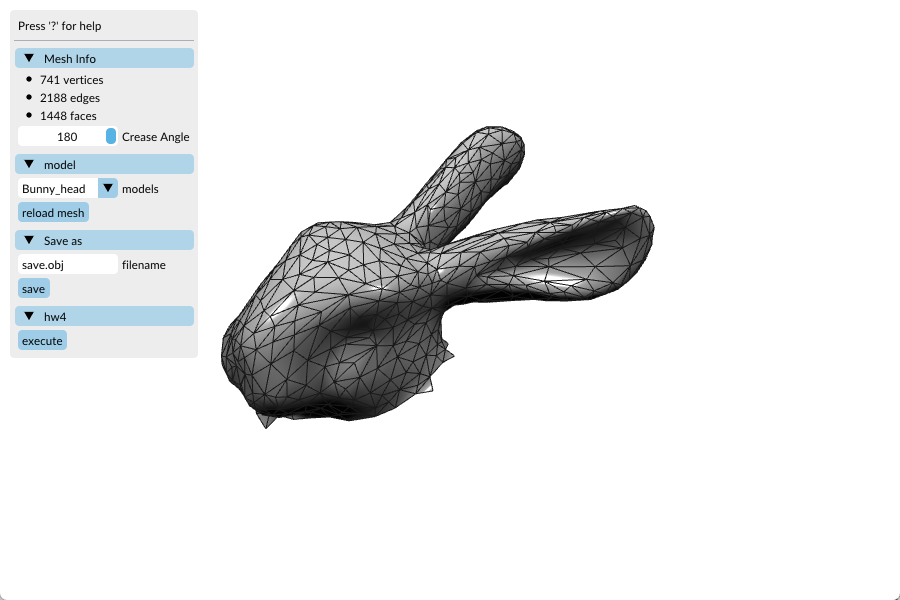 Press '?' for help
Mesh Info
741 vertices
2188 edges
1448 faces
180 Crease Angle
model
Bunny_head models
reload mesh
Save as
save.obj filename
save
hw4
execute